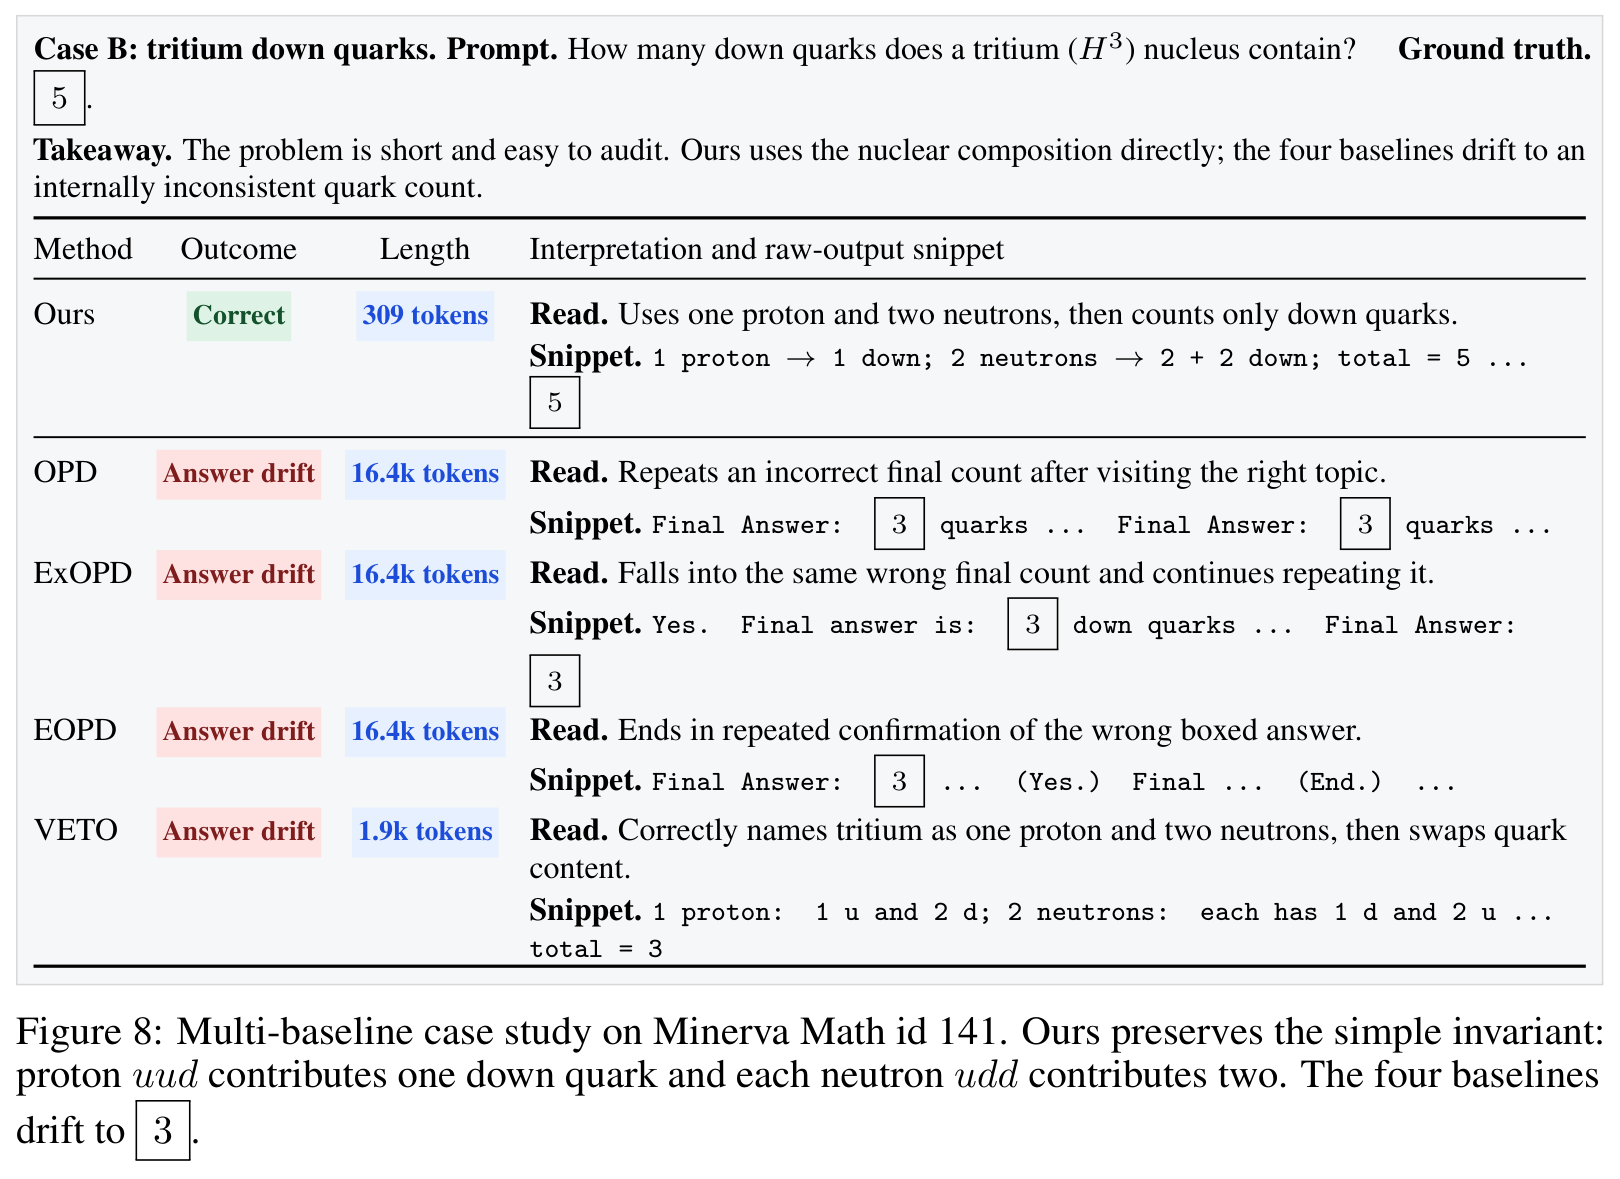 Case B: tritium down quarks. Prompt. How many down quarks does a tritium (H³) nucleus contain? Ground truth.
5.
Takeaway. The problem is short and easy to audit. Ours uses the nuclear composition directly; the four baselines drift to an
internally inconsistent quark count.
Method Outcome Length Interpretation and raw-output snippet
Ours Correct 309 tokens Read. Uses one proton and two neutrons, then counts only down quarks.
Snippet. 1 proton → 1 down; 2 neutrons → 2 + 2 down; total = 5 ...
5
OPD Answer drift 16.4k tokens Read. Repeats an incorrect final count after visiting the right topic.
Snippet. Final Answer: 3 quarks ... Final Answer: 3 quarks ...
ExOPD Answer drift 16.4k tokens Read. Falls into the same wrong final count and continues repeating it.
Snippet. Yes. Final answer is: 3 down quarks ... Final Answer:
3
EOPD Answer drift 16.4k tokens Read. Ends in repeated confirmation of the wrong boxed answer.
Snippet. Final Answer: 3 ... (Yes.) Final ... (End.) ...
VETO Answer drift 1.9k tokens Read. Correctly names tritium as one proton and two neutrons, then swaps quark
content.
Snippet. 1 proton: 1 u and 2 d; 2 neutrons: each has 1 d and 2 u ...
total = 3
Figure 8: Multi-baseline case study on Minerva Math id 141. Ours preserves the simple invariant:
proton uud contributes one down quark and each neutron udd contributes two. The four baselines
drift to 3.